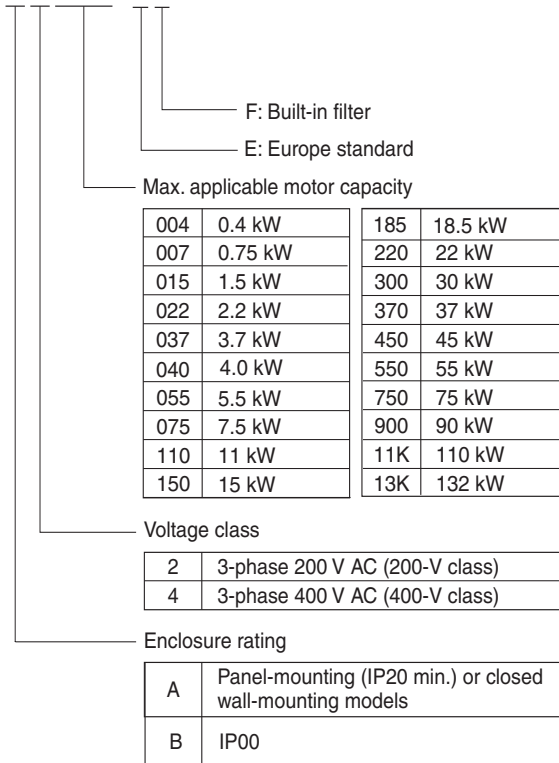 F: Built-in filter
E: Europe standard
Max. applicable motor capacity
004 0.4 kW 185 18.5 kW
007 0.75 kW 220 22 kW
015 1.5 kW 300 30 kW
022 2.2 kW 370 37 kW
037 3.7 kW 450 45 kW
040 4.0 kW 550 55 kW
055 5.5 kW 750 75 kW
075 7.5 kW 900 90 kW
110 11 kW 11K 110 kW
150 15 kW 13K 132 kW
Voltage class
2 3-phase 200 V AC (200-V class)
4 3-phase 400 V AC (400-V class)
Enclosure rating
A Panel-mounting (IP20 min.) or closed
wall-mounting models
B IP00